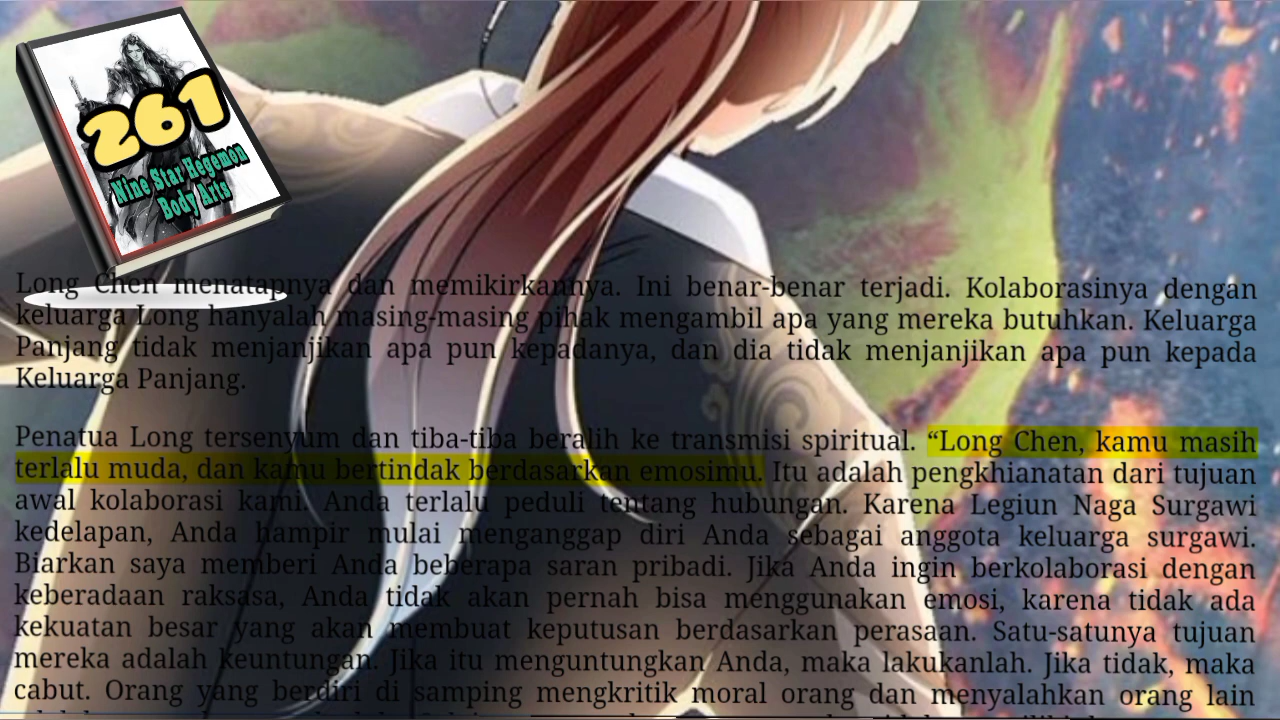 261
Nine Star Hegemon
Body Arts
Long Chen menatapnya dan memikirkannya. Ini benar-benar terjadi. Kolaborasinya dengan
keluarga Long hanyalah masing-masing pihak mengambil apa yang mereka butuhkan. Keluarga
Panjang tidak menjanjikan apa pun kepadanya, dan dia tidak menjanjikan apa pun kepada
Keluarga Panjang.
Penatua Long tersenyum dan tiba-tiba beralih ke transmisi spiritual. “Long Chen, kamu masih
terlalu muda, dan kamu bertindak berdasarkan emosimu. Itu adalah pengkhianatan dari tujuan
awal kolaborasi kami. Anda terlalu peduli tentang hubungan. Karena Legiun Naga Surgawi
kedelapan, Anda hampir mulai menganggap diri Anda sebagai anggota keluarga surgawi.
Biarkan saya memberi Anda beberapa saran pribadi. Jika Anda ingin berkolaborasi dengan
keberadaan raksasa, Anda tidak akan pernah bisa menggunakan emosi, karena tidak ada
kekuatan besar yang akan membuat keputusan berdasarkan perasaan. Satu-satunya tujuan
mereka adalah keuntungan. Jika itu menguntungkan Anda, maka lakukanlah. Jika tidak, maka
cabut. Orang yang berdiri di samping mengkritik moral orang dan menyalahkan orang lain